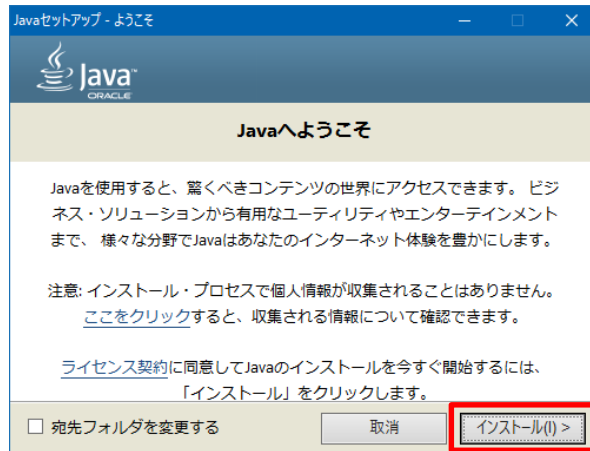 Javaセットアップ - ようこそ
Java™
ORACLE
Javaへようこそ
Javaを使用すると、驚くべきコンテンツの世界にアクセスできます。 ビジ
ネス・ソリューションから有用なユーティリティやエンターテインメント
まで、 様々な分野でJavaはあなたのインターネット体験を豊かにします。
注意: インストール・プロセスで個人情報が収集されることはありません。
ここをクリックすると、収集される情報について確認できます。
ライセンス契約に同意してJavaのインストールを今すぐ開始するには、
「インストール」をクリックします。
宛先フォルダを変更する
取消
インストール(I) >